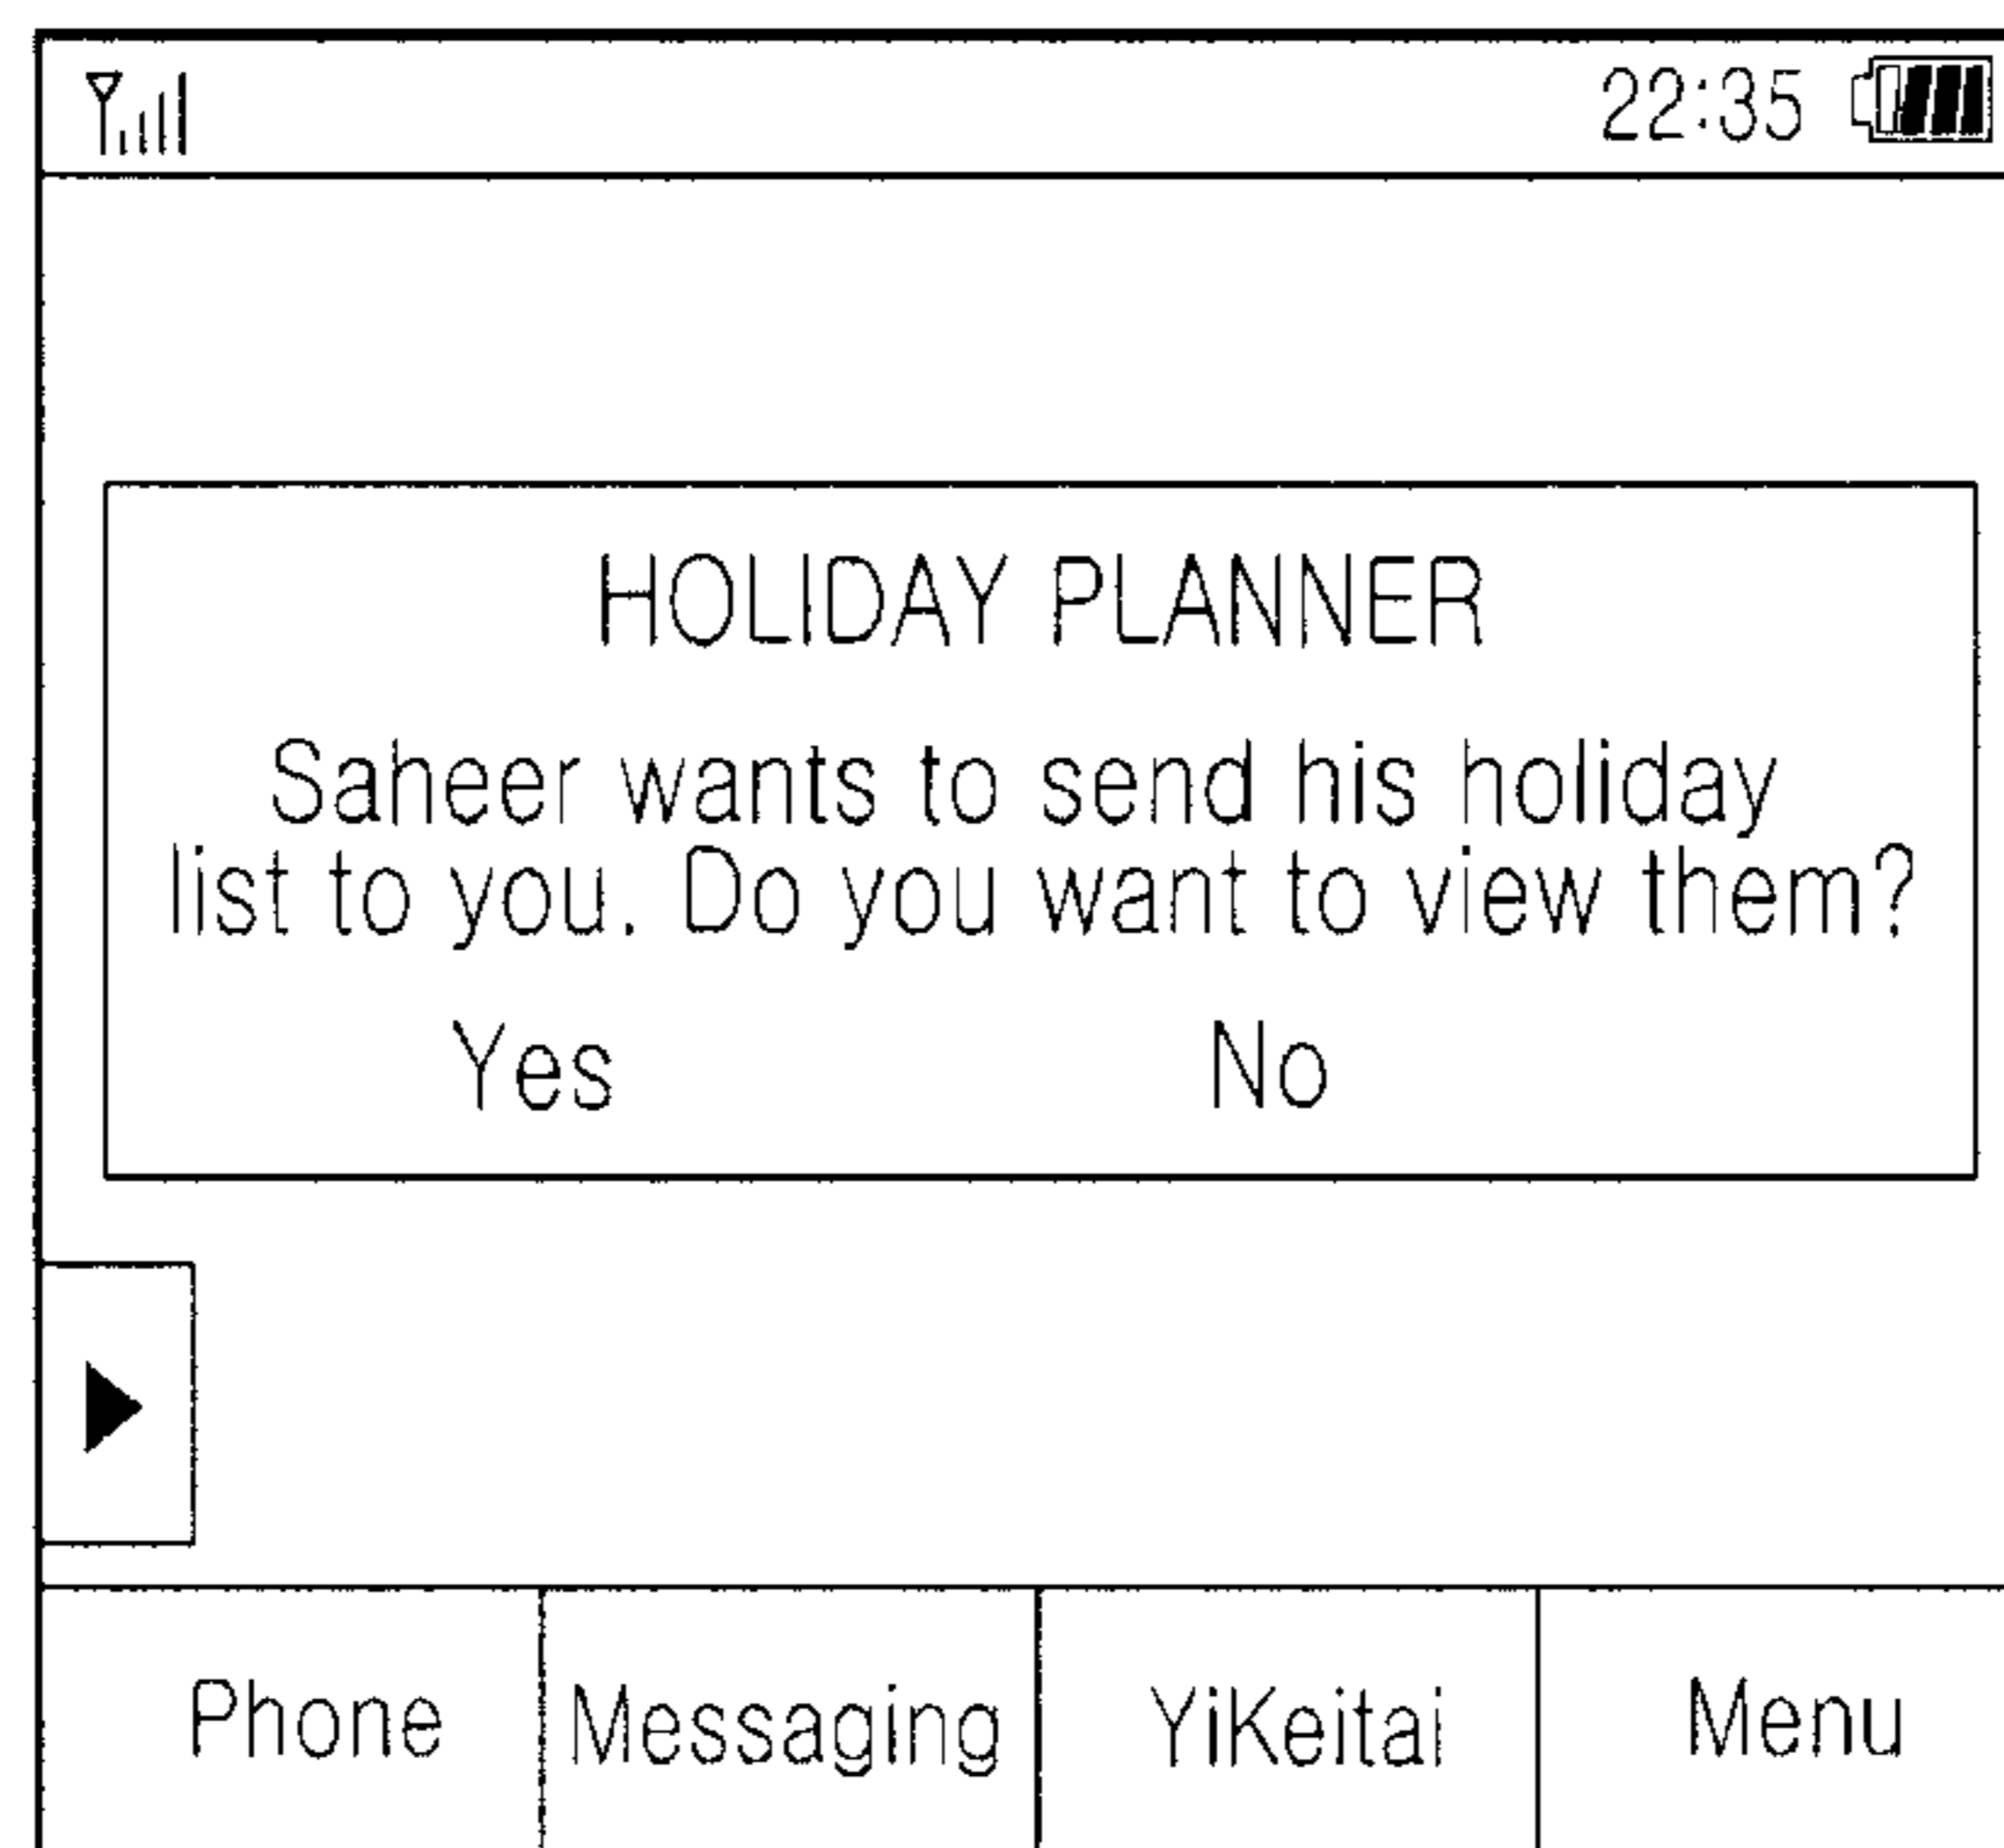 22:35
HOLIDAY PLANNER
Saheer wants to send his holiday
list to you. Do you want to view them?
Yes No
Phone Messaging YiKeitai Menu